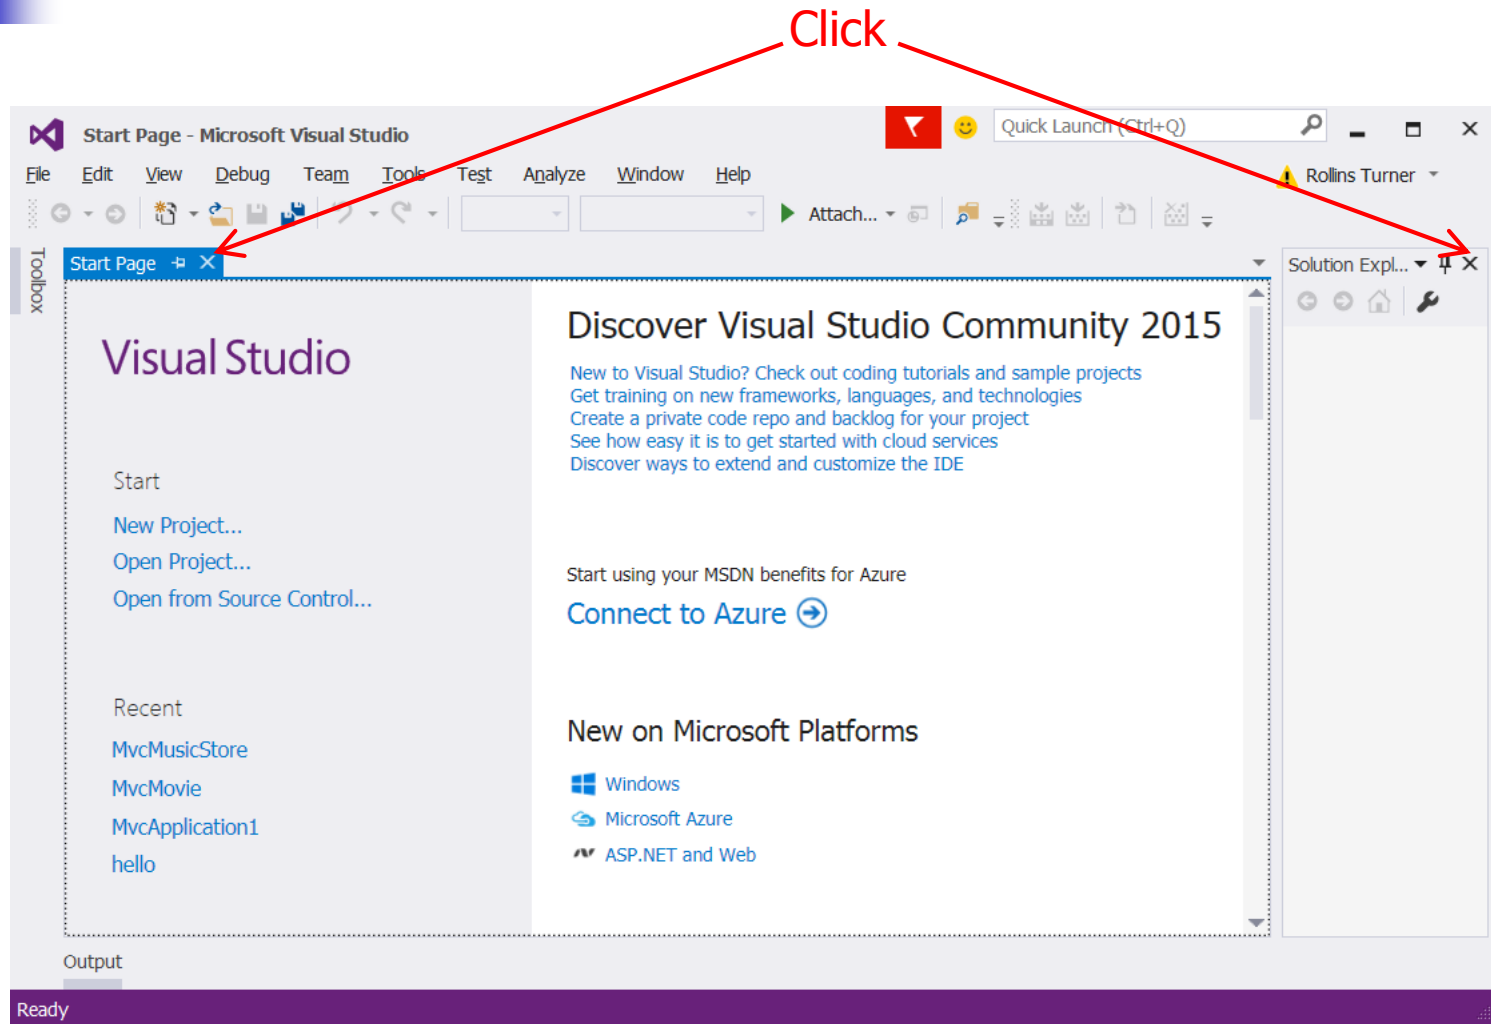 Click
Start Page - Microsoft Visual Studio
Quick Launch (Ctrl+Q)
File Edit View Debug Team Tools Test Analyze Window Help
Rollins Turner
Attach...
Toolbox
Start Page
Solution Expl...
Visual Studio
Discover Visual Studio Community 2015
New to Visual Studio? Check out coding tutorials and sample projects
Get training on new frameworks, languages, and technologies
Create a private code repo and backlog for your project
See how easy it is to get started with cloud services
Discover ways to extend and customize the IDE
Start
New Project...
Open Project...
Open from Source Control...
Start using your MSDN benefits for Azure
Connect to Azure
Recent
MvcMusicStore
MvcMovie
MvcApplication1
hello
New on Microsoft Platforms
Windows
Microsoft Azure
ASP.NET and Web
Output
Ready